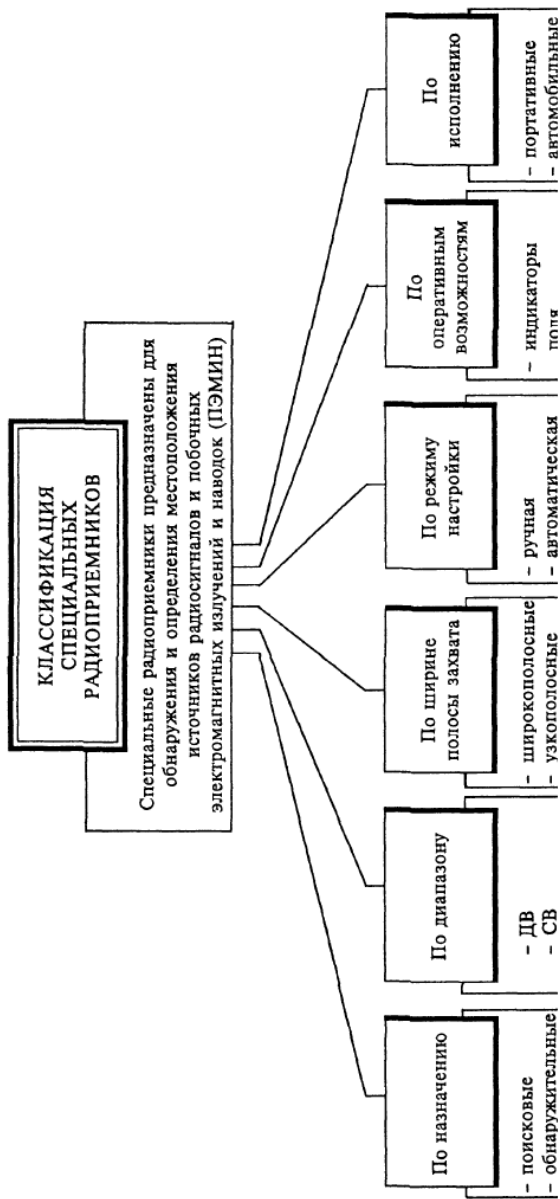 КЛАССИФИКАЦИЯ
СПЕЦИАЛЬНЫХ
РАДИОПРИЕМНИКОВ
Специальные радиоприемники предназначены для
обнаружения и определения местоположения
источников радиосигналов и побочных
электромагнитных излучений и наводок (ПЭМИН)
По назначению
- поисковые
- обнаружительные
По диапазону
- ДВ
- СВ
По ширине
полосы захвата
- широкополосные
- узкополосные
По режиму
настройки
- ручная
- автоматическая
По
оперативным
возможностям
- индикаторы
поля
По
исполнению
- портативные
- автомобильные